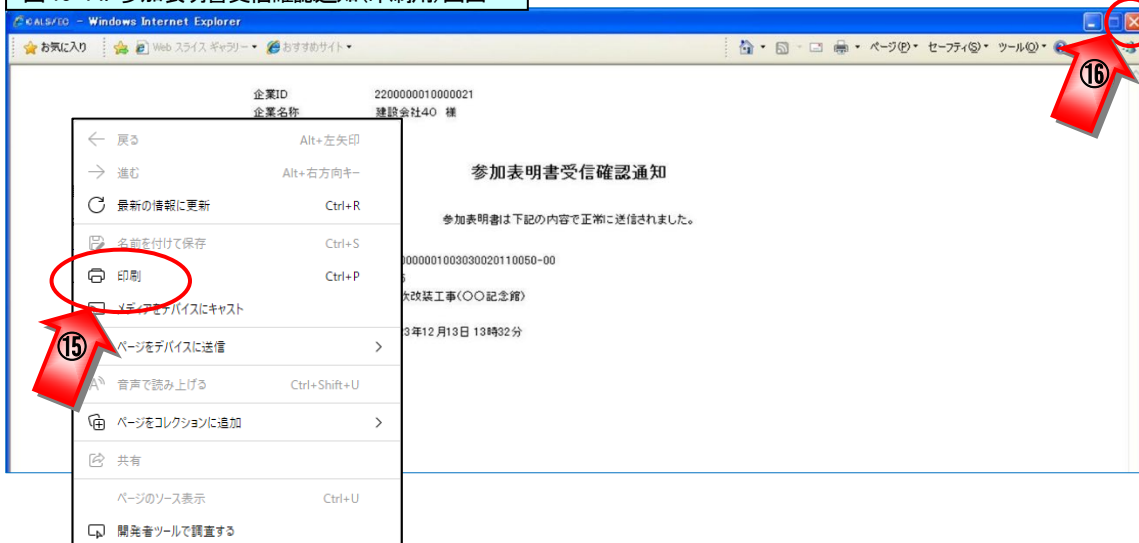 CALS/EC - Windows Internet Explorer
お気に入り Web スライス ギャラリー おすすめサイト ページ(P) セーフティ(S) ツール(O)
⑯
企業ID 2200000010000021
企業名称 建設会社40 様
戻る Alt+左矢印
進む Alt+右方向キー
参加表明書受信確認通知
最新の情報に更新 Ctrl+R
参加表明書は下記の内容で正常に送信されました。
名前を付けて保存 Ctrl+S
0000001003030020110050-00
印刷 Ctrl+P
改装工事(○○記念館)
メディアをデバイスにキャスト
3年12月13日 13時32分
⑮
ページをデバイスに送信
音声で読み上げる Ctrl+Shift+U
ページをコレクションに追加
共有
ページのソース表示 Ctrl+U
開発者ツールで調査する